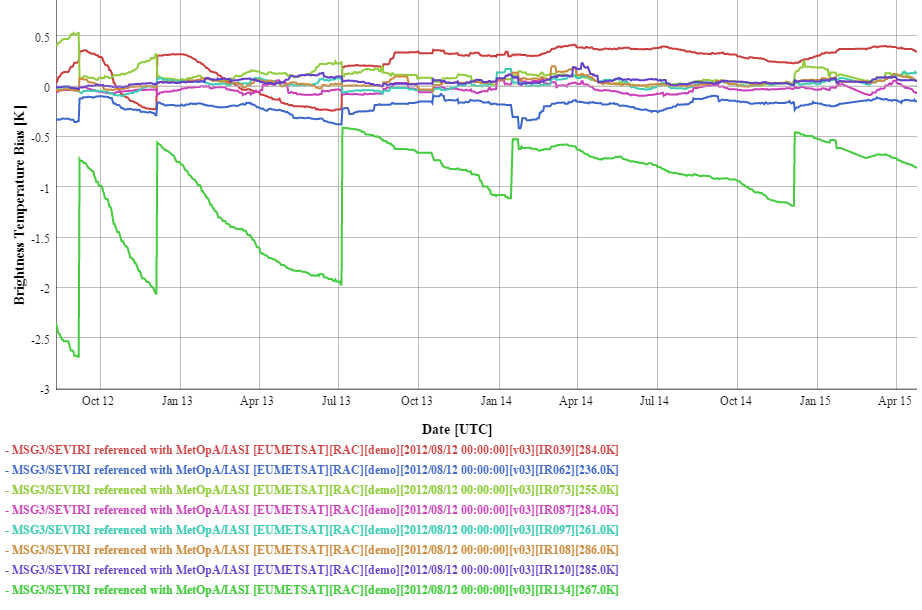 0.5
0
-0.5
-1
-1.5
-2
-2.5
-3
Brightness Temperature Bias [K]
Oct 12 Jan 13 Apr 13 Jul 13 Oct 13 Jan 14 Apr 14 Jul 14 Oct 14 Jan 15 Apr 15
Date [UTC]
- MSG3/SEVIRI referenced with MetOpA/IASI [EUMETSAT][RAC][demo][2012/08/12 00:00:00][v03][IR039][284.0K]
- MSG3/SEVIRI referenced with MetOpA/IASI [EUMETSAT][RAC][demo][2012/08/12 00:00:00][v03][IR062][236.0K]
- MSG3/SEVIRI referenced with MetOpA/IASI [EUMETSAT][RAC][demo][2012/08/12 00:00:00][v03][IR073][255.0K]
- MSG3/SEVIRI referenced with MetOpA/IASI [EUMETSAT][RAC][demo][2012/08/12 00:00:00][v03][IR087][284.0K]
- MSG3/SEVIRI referenced with MetOpA/IASI [EUMETSAT][RAC][demo][2012/08/12 00:00:00][v03][IR097][261.0K]
- MSG3/SEVIRI referenced with MetOpA/IASI [EUMETSAT][RAC][demo][2012/08/12 00:00:00][v03][IR108][286.0K]
- MSG3/SEVIRI referenced with MetOpA/IASI [EUMETSAT][RAC][demo][2012/08/12 00:00:00][v03][IR120][285.0K]
- MSG3/SEVIRI referenced with MetOpA/IASI [EUMETSAT][RAC][demo][2012/08/12 00:00:00][v03][IR134][267.0K]